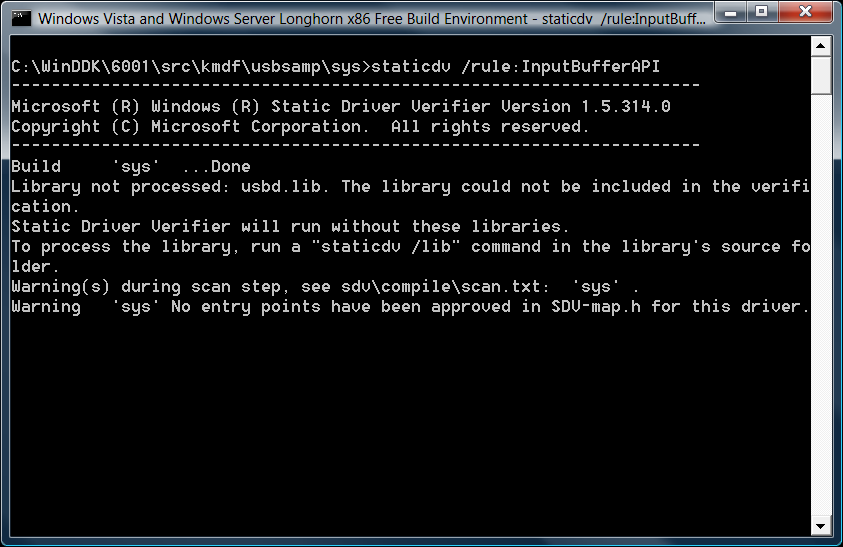 Windows Vista and Windows Server Longhorn x86 Free Build Environment - staticdv  /rule:InputBuff...
C:\WinDDK\6001\src\kmdf\usbsamp\sys>staticdv /rule:InputBufferAPI
---------------------------------------------------------------------
Microsoft (R) Windows (R) Static Driver Verifier Version 1.5.314.0
Copyright (C) Microsoft Corporation.  All rights reserved.
---------------------------------------------------------------------
Build     'sys'  ...Done
Library not processed: usbd.lib. The library could not be included in the verifi
cation.
Static Driver Verifier will run without these libraries.
To process the library, run a "staticdv /lib" command in the library's source fo
lder.
Warning(s) during scan step, see sdv\compile\scan.txt:  'sys' .
Warning   'sys' No entry points have been approved in SDV-map.h for this driver.